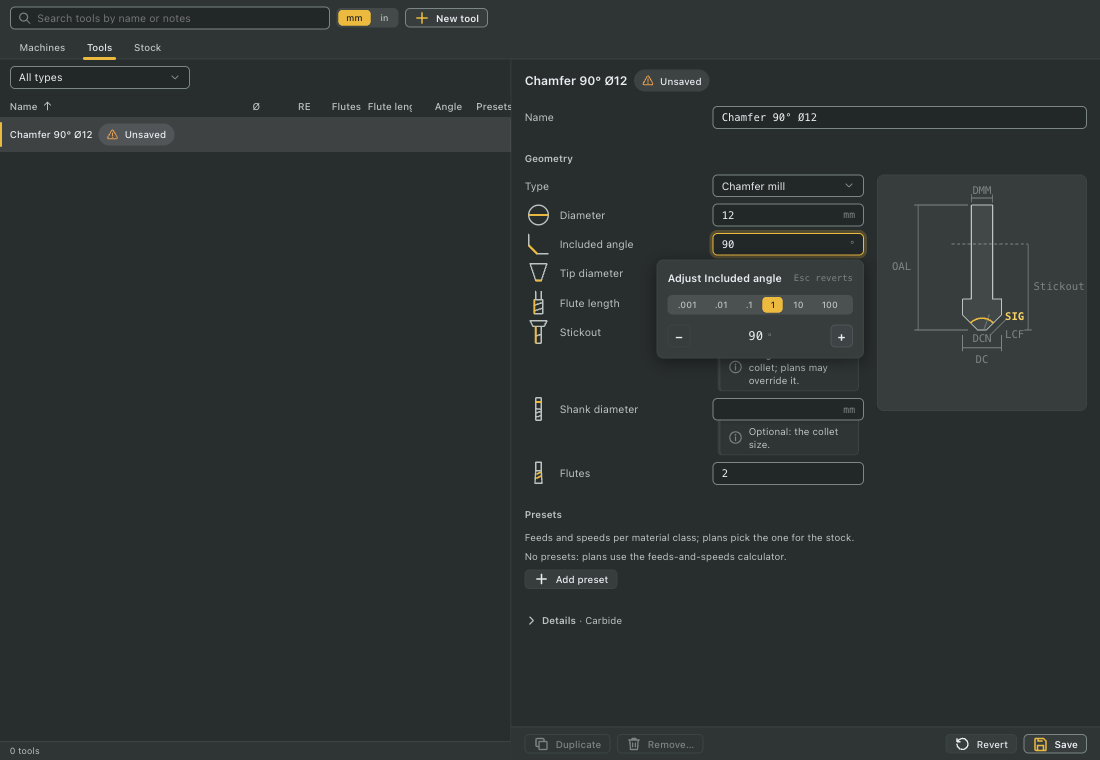 Search tools by name or notes
mm
in
New tool
Machines
Tools
Stock
All types
Name
Ø
RE
Flutes
Flute leng
Angle
Presets
Chamfer 90° Ø12
Unsaved
0 tools
Chamfer 90° Ø12
Unsaved
Name
Chamfer 90° Ø12
Geometry
Type
Chamfer mill
Diameter
12
mm
Included angle
90
°
Tip diameter
Flute length
Stickout
Adjust Included angle
Esc reverts
.001
.01
.1
1
10
100
−
90 °
+
collet; plans may
override it.
Shank diameter
mm
Optional: the collet
size.
Flutes
2
DMM
OAL
Stickout
SIG
DCN
LCF
DC
Presets
Feeds and speeds per material class; plans pick the one for the stock.
No presets: plans use the feeds-and-speeds calculator.
Add preset
Details · Carbide
Duplicate
Remove...
Revert
Save